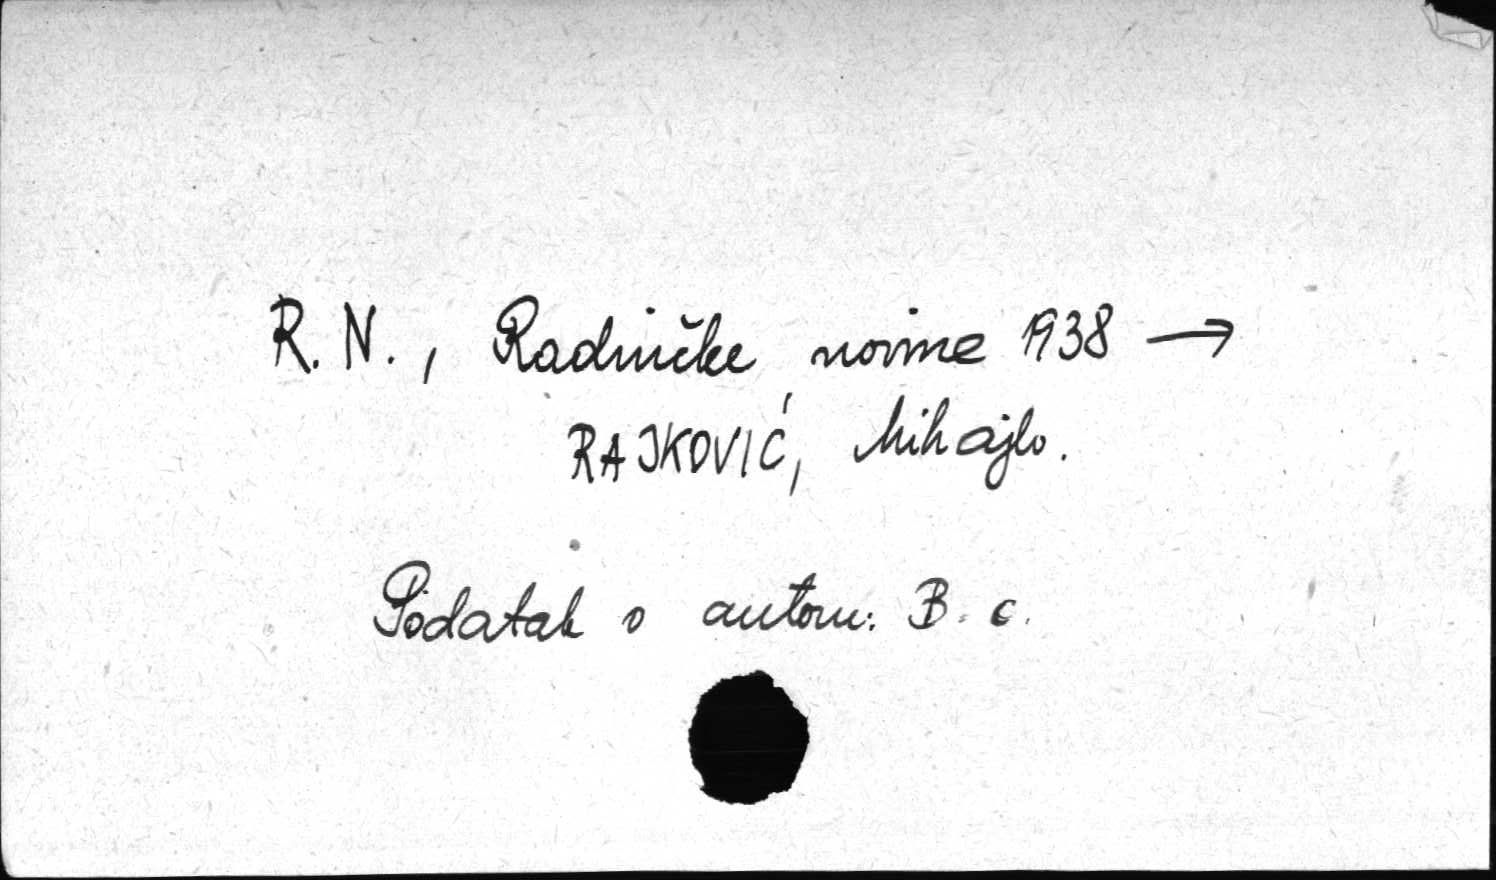 R. N., Radničke novine 1938 →
RAJKOVIĆ, Mihajlo.
Podatak o autoru: B. c.